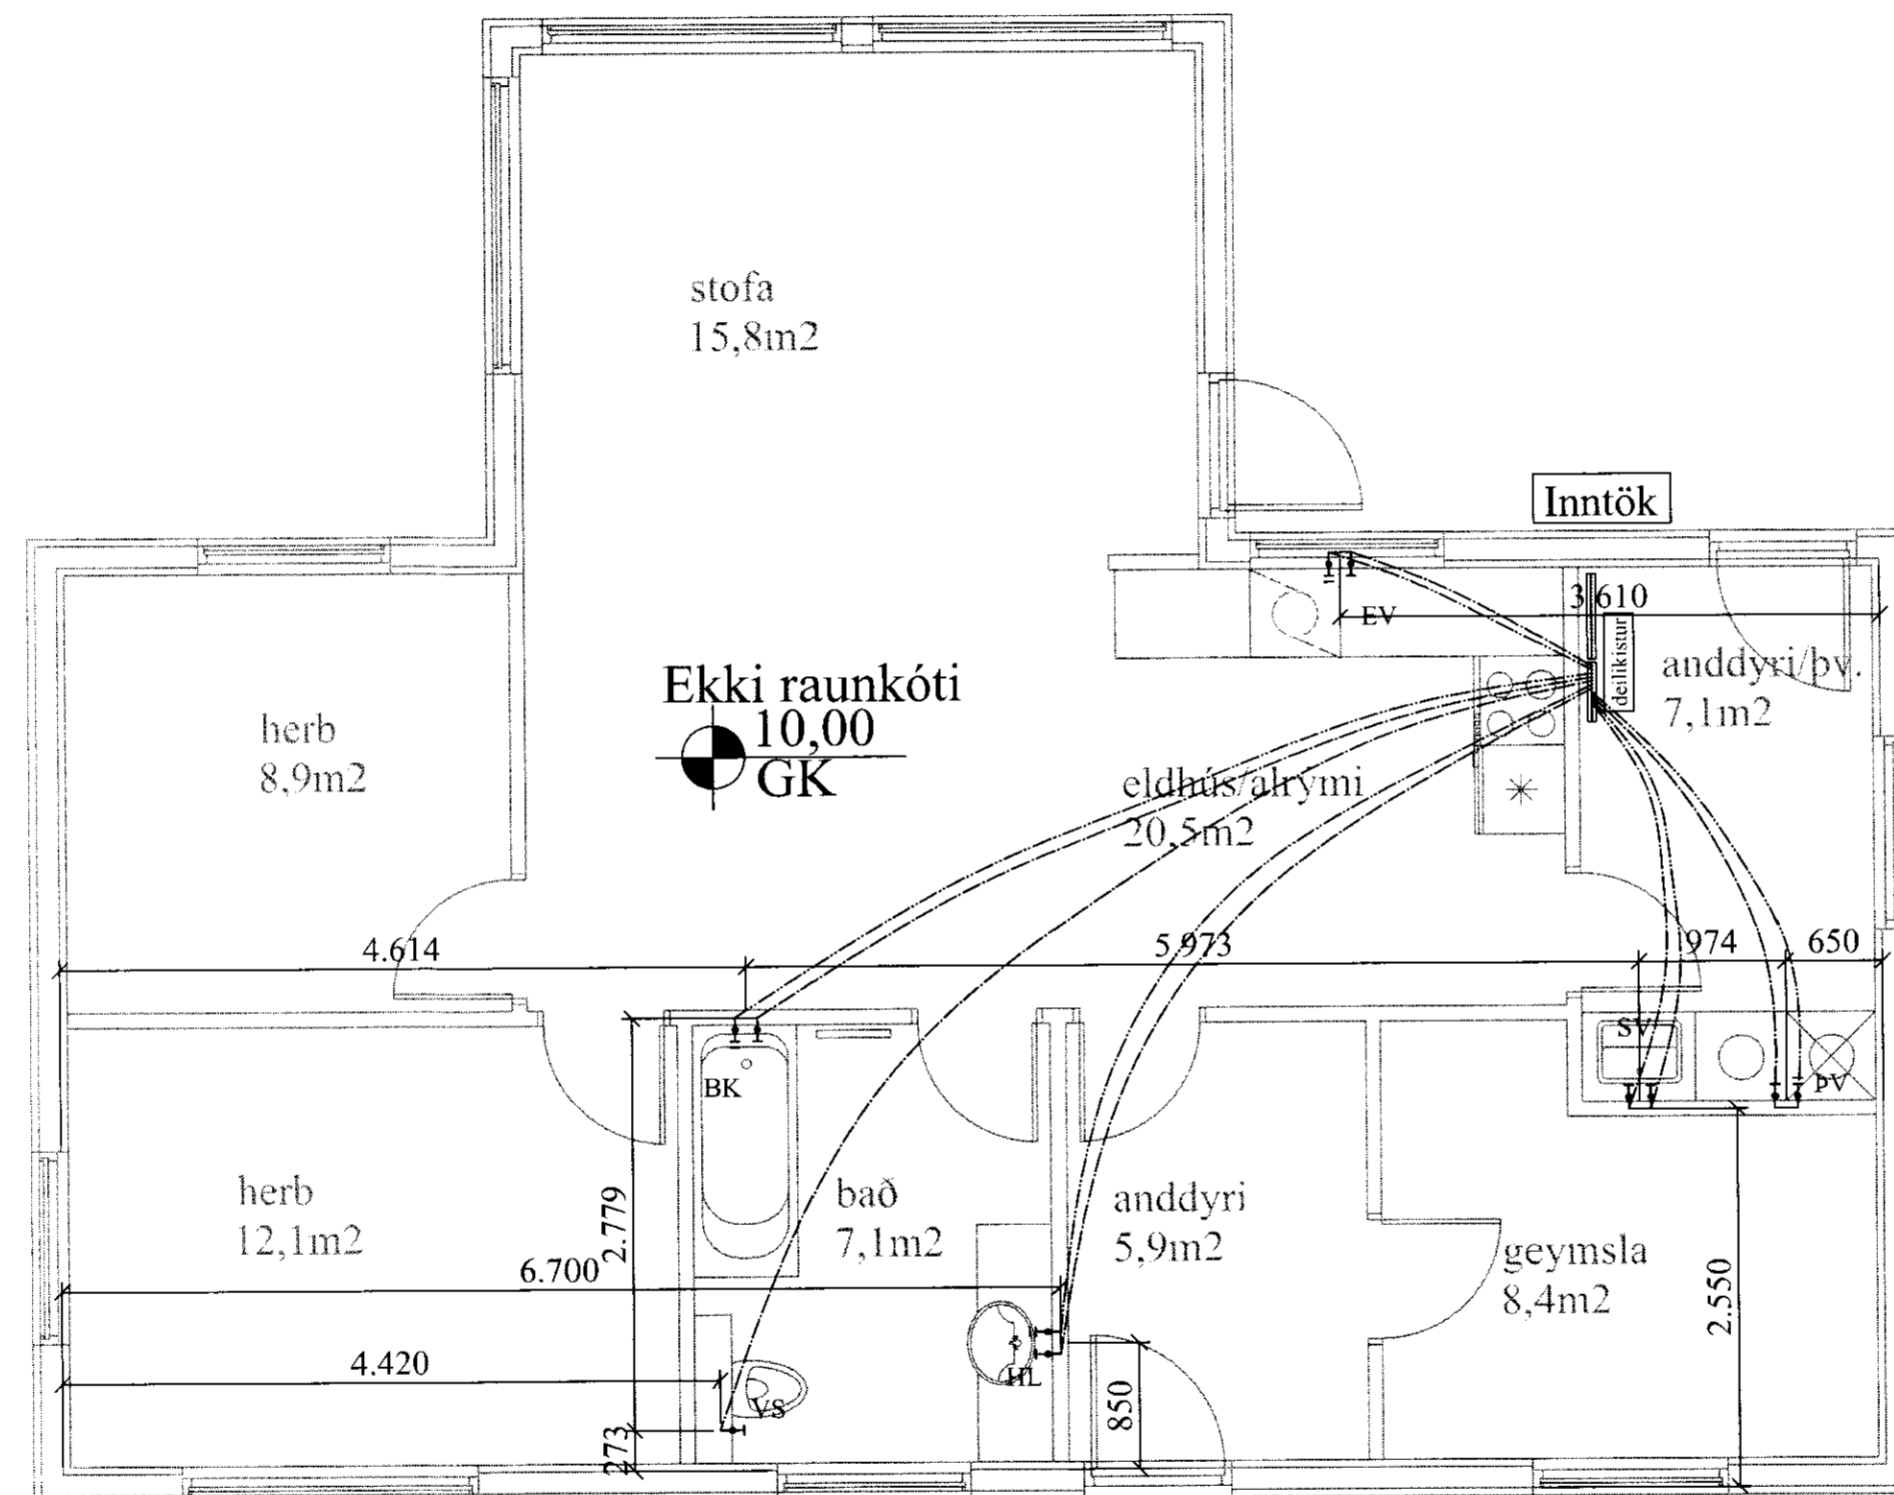 stofa
15,8m2
Inntök
3.610
EV
deilikistur
anddyri/þv.
7,1m2
Ekki raunkóti
10,00
GK
herb
8,9m2
eldhús/alrými
20,5m2
4.614
5.973
974
650
SV
BK
ÞV
herb
12,1m2
2.779
bað
7,1m2
anddyri
5,9m2
geymsla
8,4m2
6.700
2.550
4.420
HL
VS
850
273